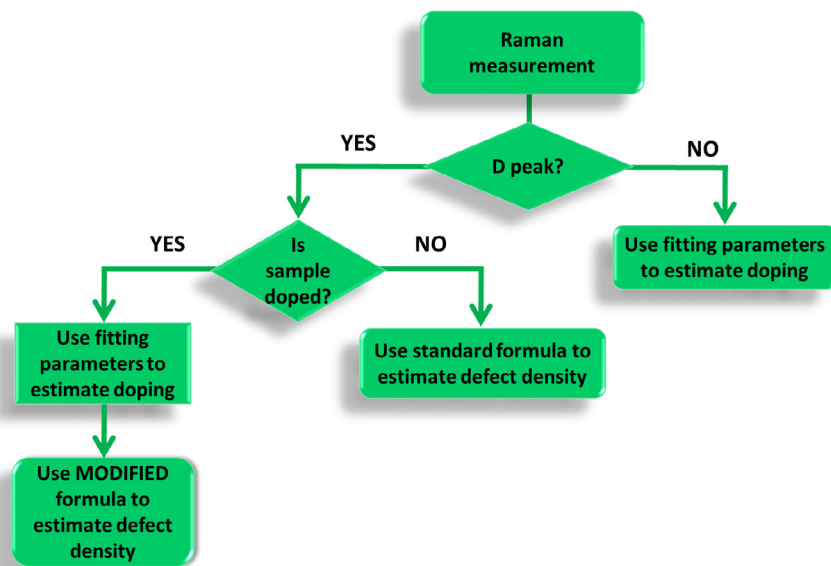 Raman
measurement
YES
D peak?
NO
YES
Is
sample
doped?
NO
Use fitting parameters
to estimate doping
Use fitting
parameters to
estimate doping
Use standard formula to
estimate defect density
Use MODIFIED
formula to
estimate defect
density